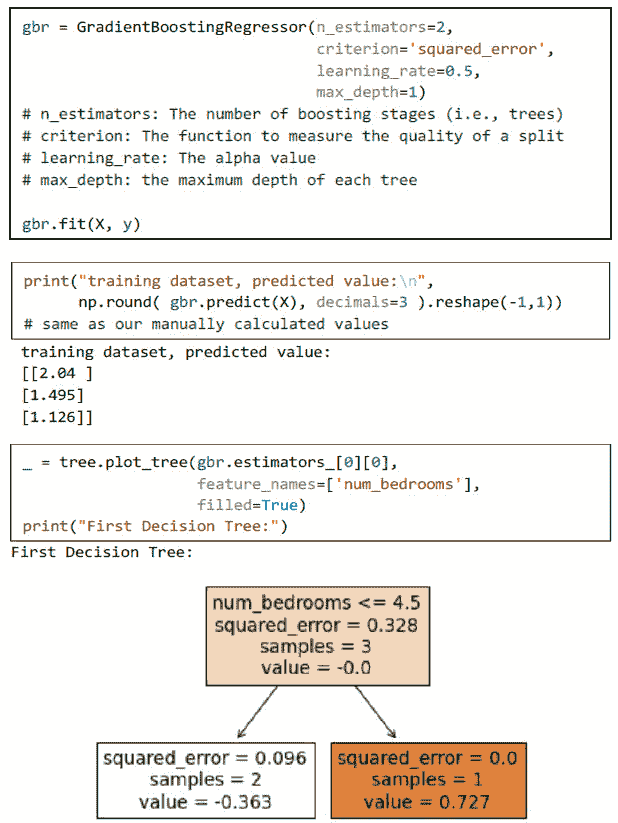 gbr = GradientBoostingRegressor(n_estimators=2,
criterion='squared_error',
learning_rate=0.5,
max_depth=1)
# n_estimators: The number of boosting stages (i.e., trees)
# criterion: The function to measure the quality of a split
# learning_rate: The alpha value
# max_depth: the maximum depth of each tree
gbr.fit(X, y)
print("training dataset, predicted value:\n",
np.round( gbr.predict(X), decimals=3 ).reshape(-1,1))
# same as our manually calculated values
training dataset, predicted value:
[[2.04 ]
[1.495]
[1.126]]
_ = tree.plot_tree(gbr.estimators_[0][0],
feature_names=['num_bedrooms'],
filled=True)
print("First Decision Tree:")
First Decision Tree:
num_bedrooms <= 4.5
squared_error = 0.328
samples = 3
value = -0.0
squared_error = 0.096
samples = 2
value = -0.363
squared_error = 0.0
samples = 1
value = 0.727